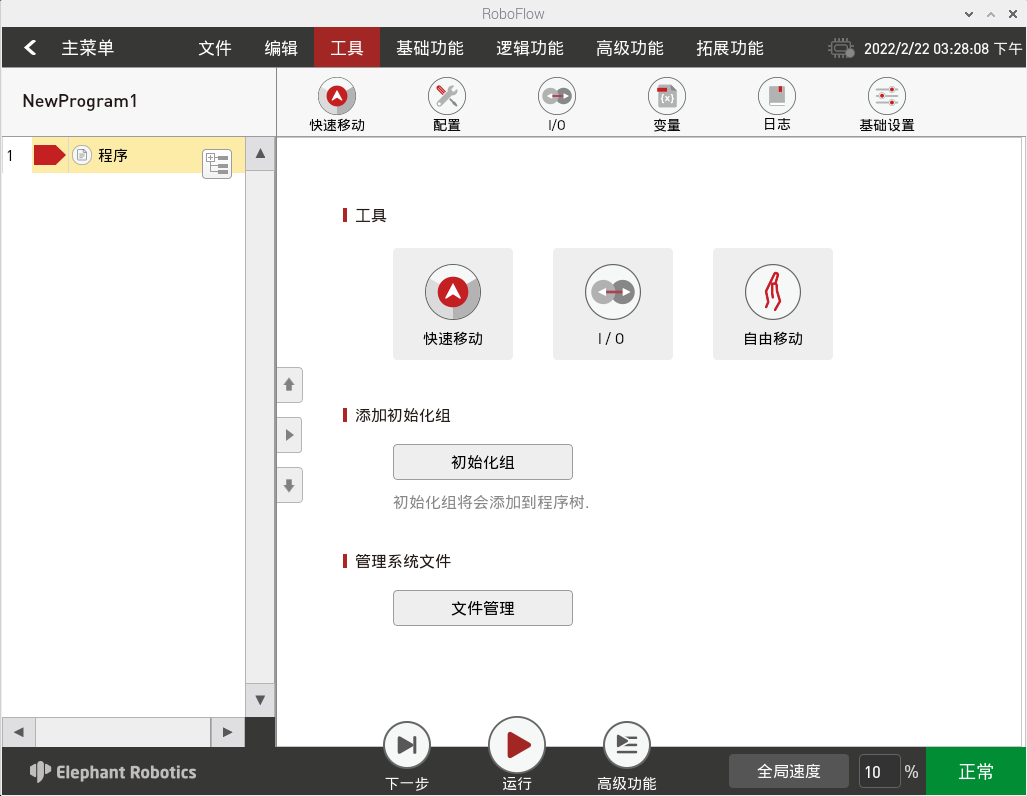 RoboFlow
主菜单 文件 编辑 工具 基础功能 逻辑功能 高级功能 拓展功能 2022/2/22 03:28:08 下午
NewProgram1
快速移动 配置 I/O 变量 日志 基础设置
1 程序
工具
快速移动 I / O 自由移动
添加初始化组
初始化组
初始化组将会添加到程序树.
管理系统文件
文件管理
下一步 运行 高级功能
Elephant Robotics
全局速度 10 % 正常